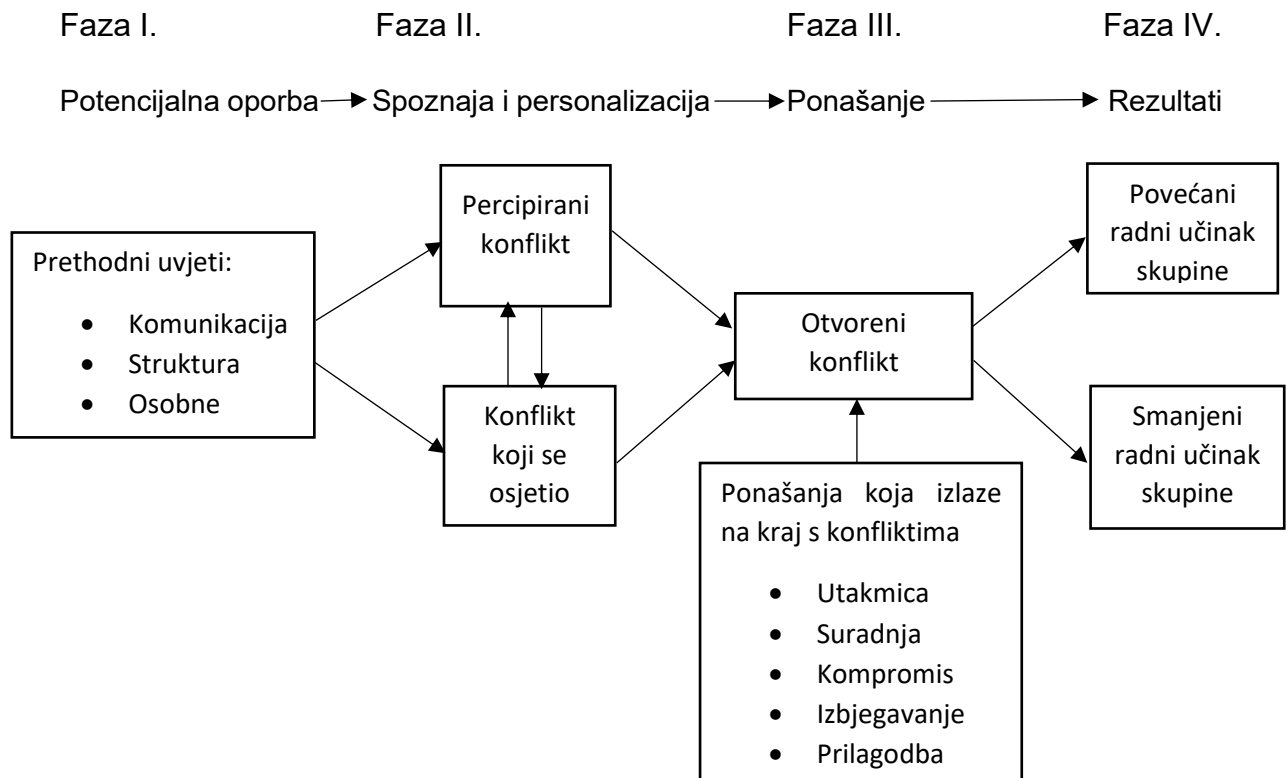 Faza I.
Faza II.
Faza III.
Faza IV.
Potencijalna oporba
Spoznaja i personalizacija
Ponašanje
Rezultati
Prethodni uvjeti:
• Komunikacija
• Struktura
• Osobne
Percipirani
konflikt
Konflikt
koji se
osjetio
Otvoreni
konflikt
Ponašanja koja izlaze
na kraj s konfliktima
• Utakmica
• Suradnja
• Kompromis
• Izbjegavanje
• Prilagodba
Povećani
radni učinak
skupine
Smanjeni
radni učinak
skupine